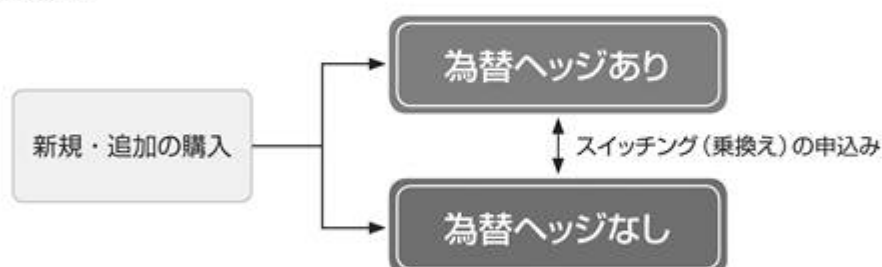 為替ヘッジあり
新規・追加の購入
スイッチング(乗換え)の申込み
為替ヘッジなし